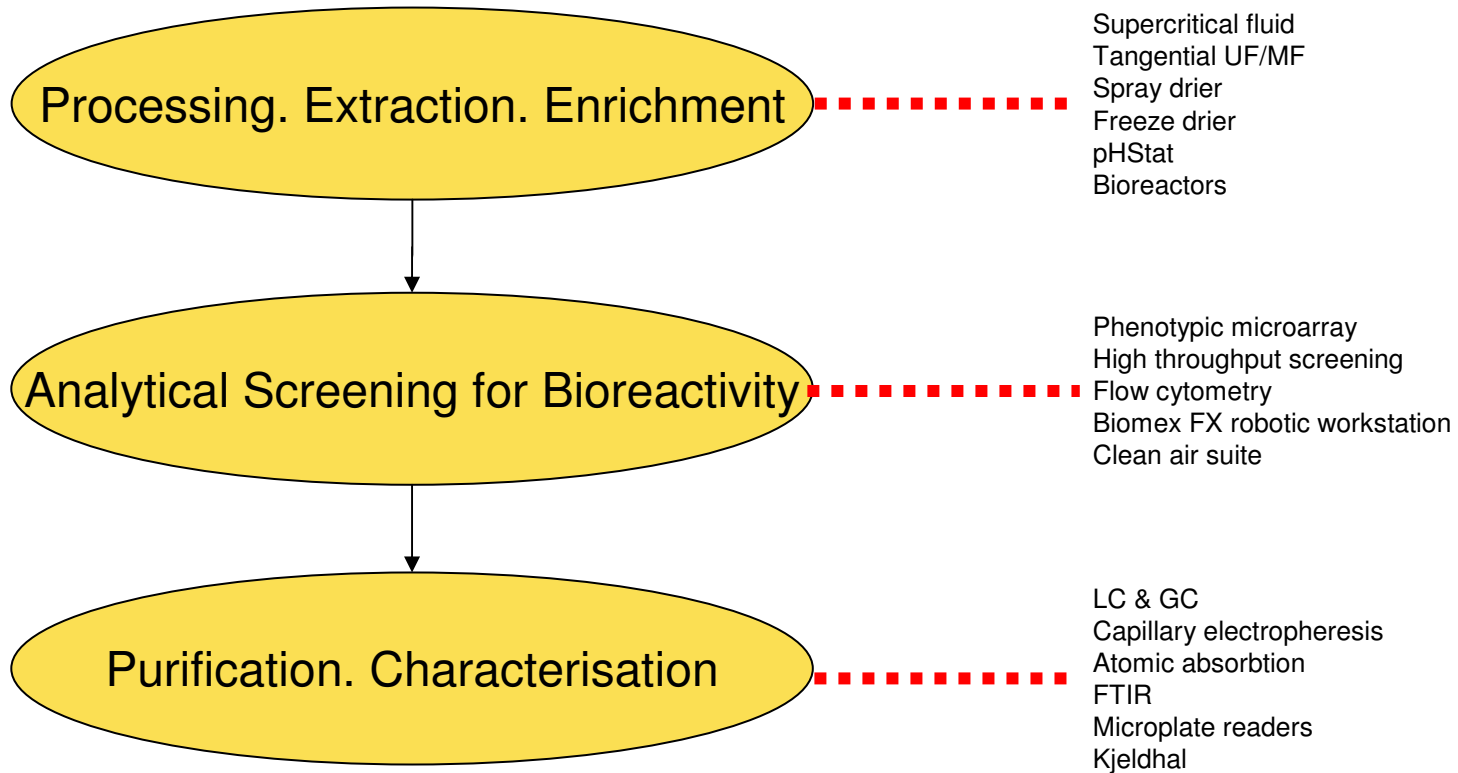 Processing. Extraction. Enrichment
Supercritical fluid
Tangential UF/MF
Spray drier
Freeze drier
pHStat
Bioreactors
Analytical Screening for Bioreactivity
Phenotypic microarray
High throughput screening
Flow cytometry
Biomex FX robotic workstation
Clean air suite
Purification. Characterisation
LC & GC
Capillary electropheresis
Atomic absorbtion
FTIR
Microplate readers
Kjeldhal